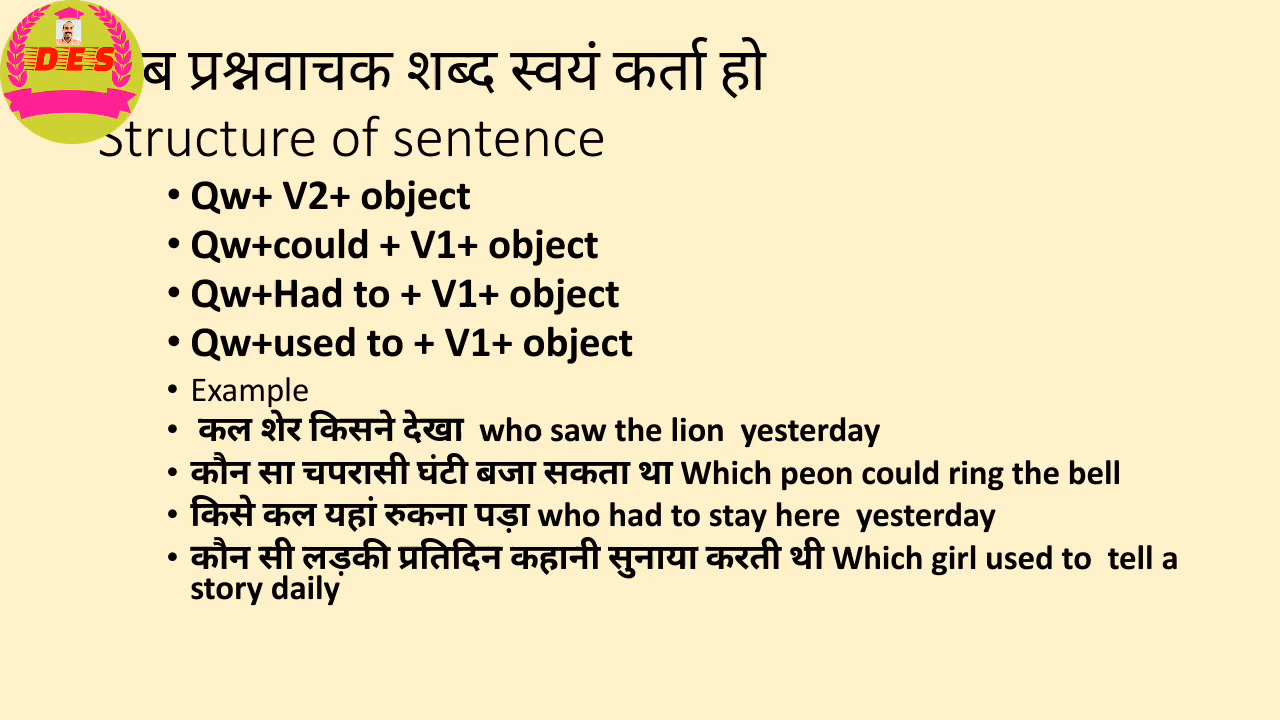 DES
ब प्रश्नवाचक शब्द स्वयं कर्ता हो
Structure of sentence
• Qw+ V2+ object
• Qw+could + V1+ object
• Qw+Had to + V1+ object
• Qw+used to + V1+ object
• Example
• कल शेर किसने देखा who saw the lion yesterday
• कौन सा चपरासी घंटी बजा सकता था Which peon could ring the bell
• किसे कल यहां रुकना पड़ा who had to stay here yesterday
• कौन सी लड़की प्रतिदिन कहानी सुनाया करती थी Which girl used to tell a
story daily